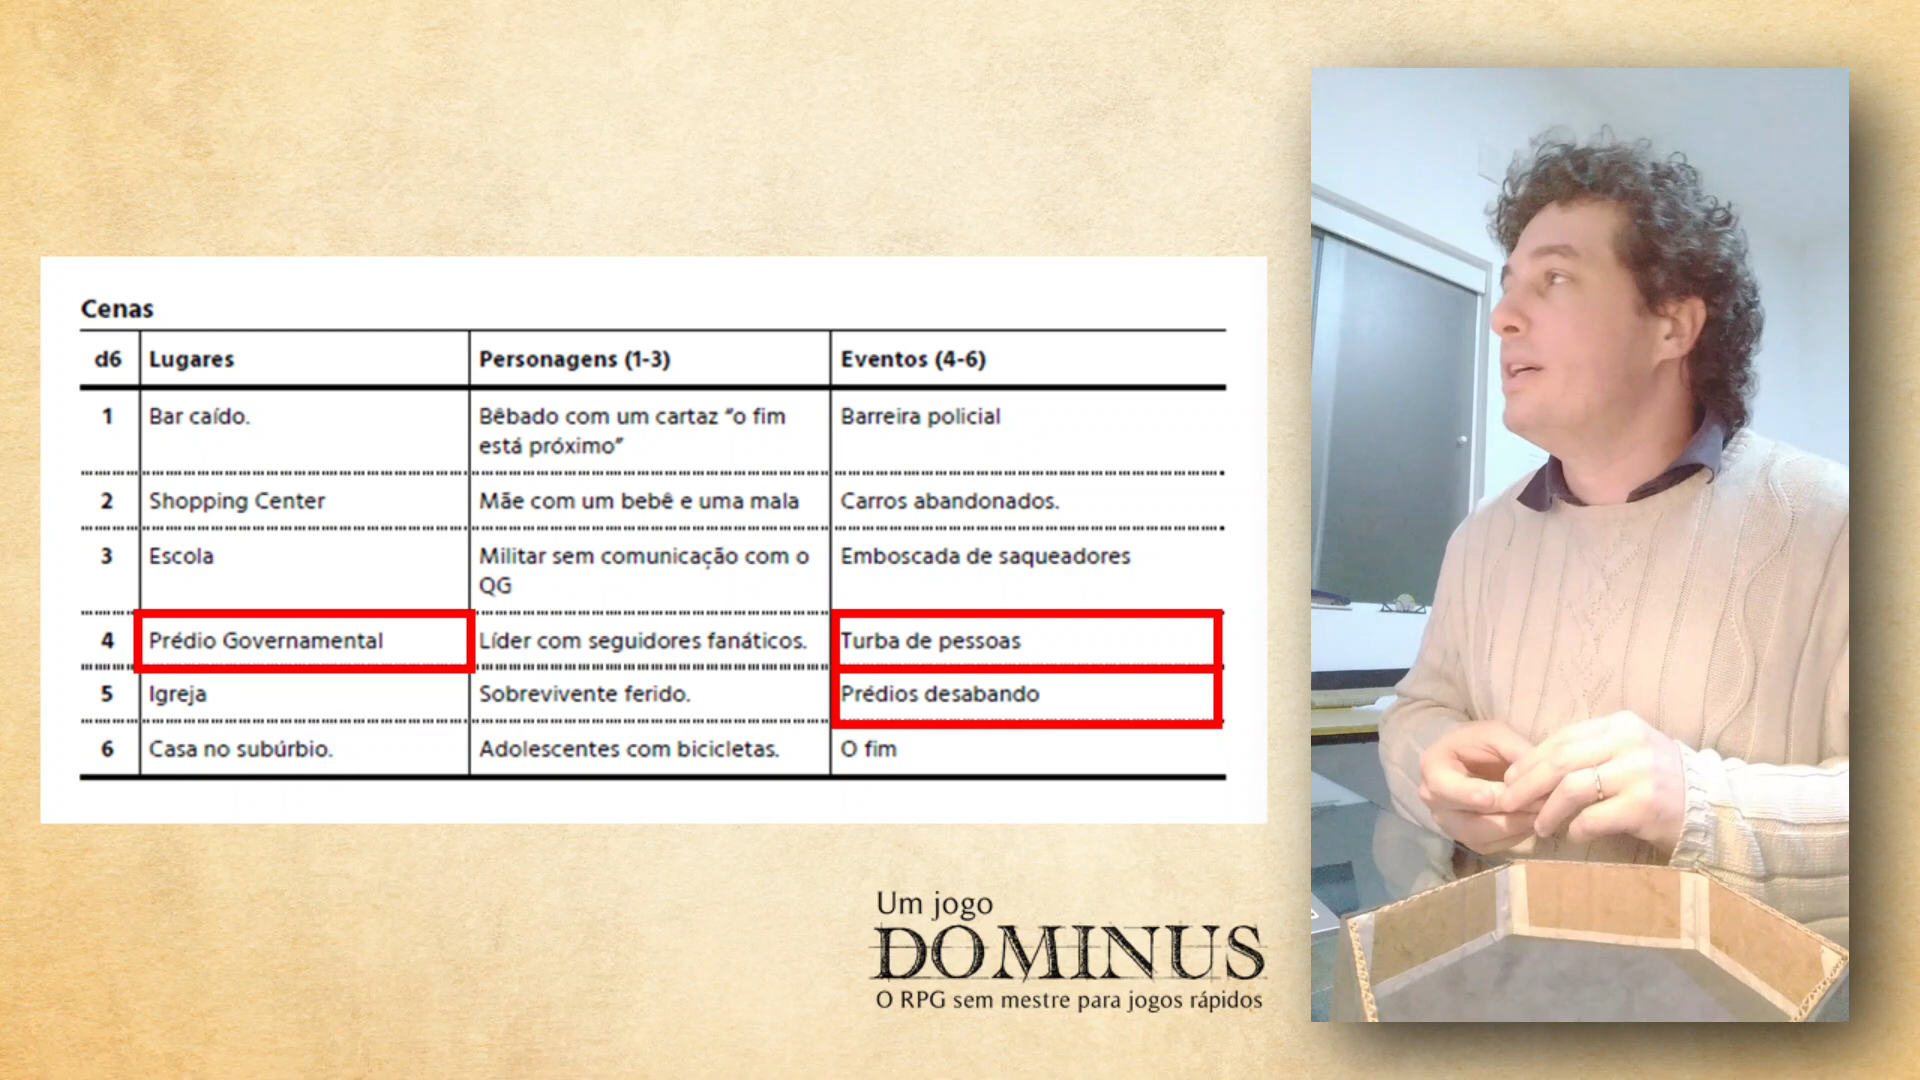 Cenas
d6 Lugares Personagens (1-3) Eventos (4-6)
1 Bar caído. Bêbado com um cartaz “o fim está próximo” Barreira policial
2 Shopping Center Mãe com um bebê e uma mala Carros abandonados.
3 Escola Militar sem comunicação com o QG Emboscada de saqueadores
4 Prédio Governamental Líder com seguidores fanáticos. Turba de pessoas
5 Igreja Sobrevivente ferido. Prédios desabando
6 Casa no subúrbio. Adolescentes com bicicletas. O fim
Um jogo
DOMINUS
O RPG sem mestre para jogos rápidos